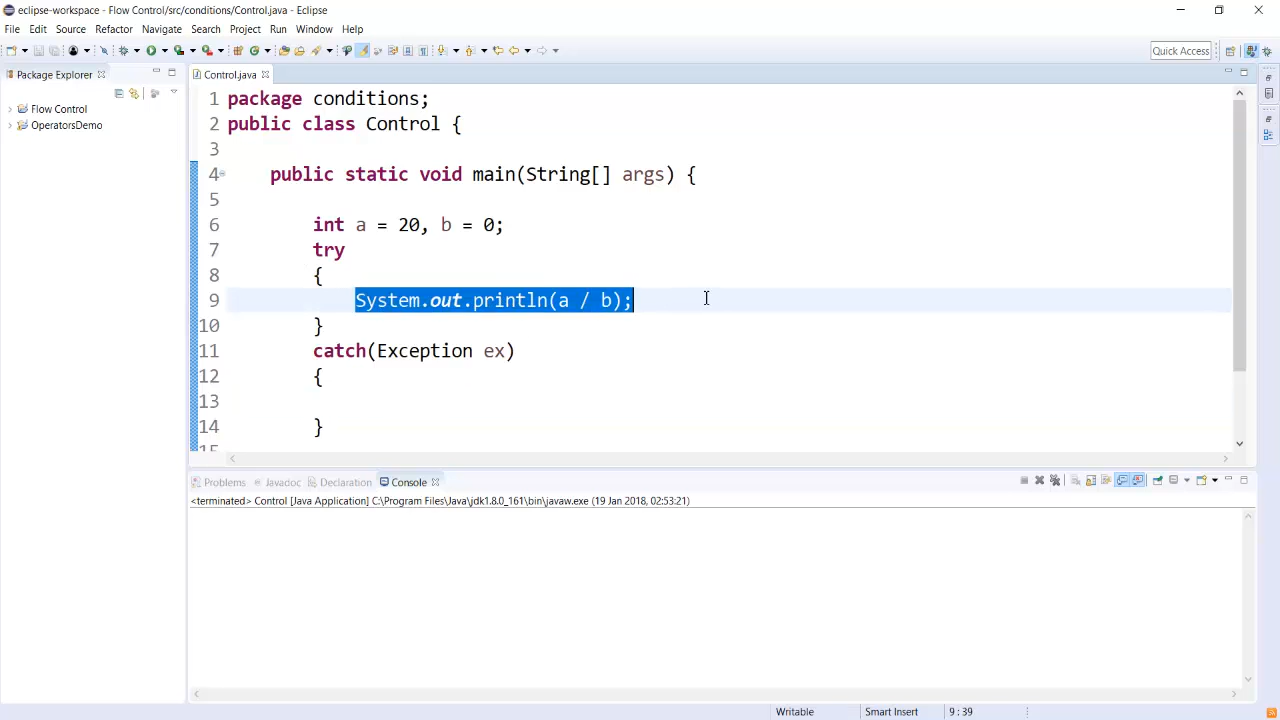 eclipse-workspace - Flow Control/src/conditions/Control.java - Eclipse
File Edit Source Refactor Navigate Search Project Run Window Help
Quick Access
Package Explorer
Flow Control
OperatorsDemo
Control.java
1 package conditions;
2 public class Control {
3
4 public static void main(String[] args) {
5
6 int a = 20, b = 0;
7 try
8 {
9 System.out.println(a / b);
10 }
11 catch(Exception ex)
12 {
13
14 }
15
Problems Javadoc Declaration Console
<terminated> Control [Java Application] C:\Program Files\Java\jdk1.8.0_161\bin\javaw.exe (19 Jan 2018, 02:53:21)
Writable Smart Insert 9 : 39